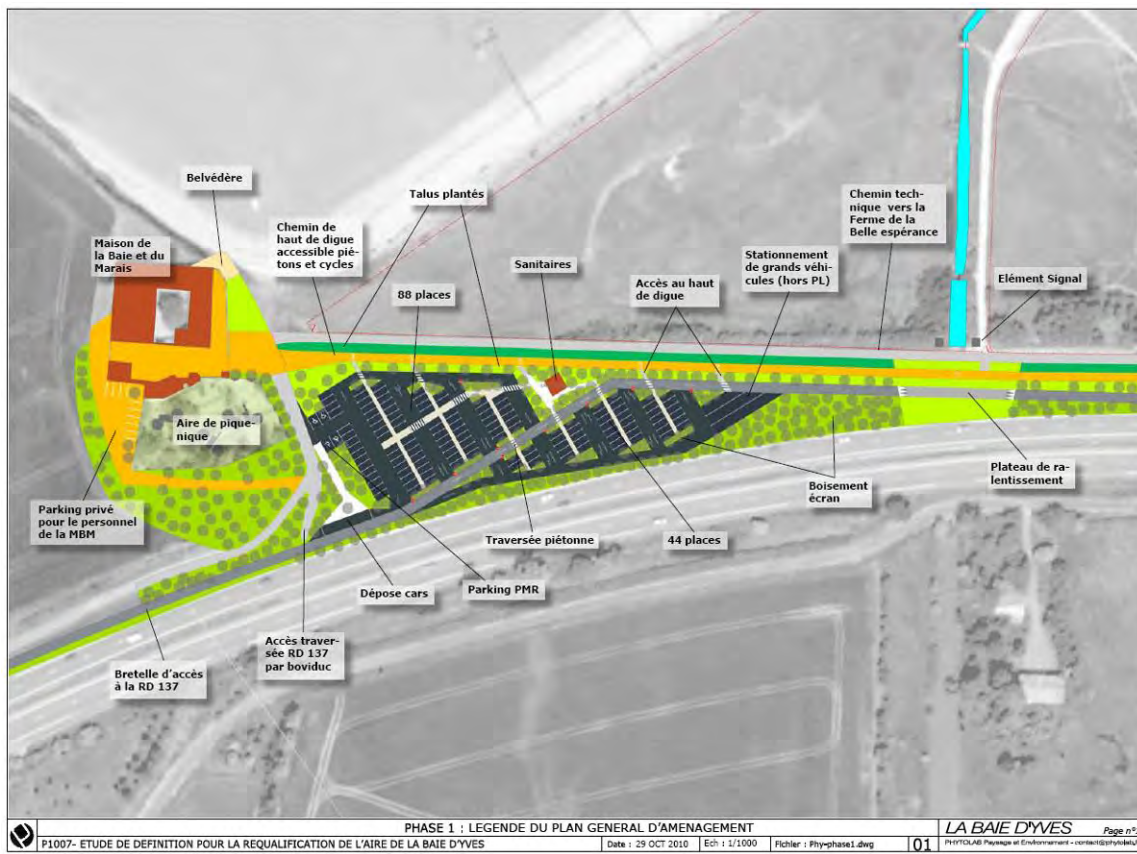 Belvédère
Maison de
la Baie et du
Marais
Chemin de
haut de digue
accessible pié-
tons et cycles
Talus plantés
88 places
Sanitaires
Accès au haut
de digue
Stationnement
de grands véhi-
cules (hors PL)
Chemin tech-
nique vers la
Ferme de la
Belle espérance
Elément Signal
Aire de pique-
nique
Parking privé
pour le personnel
de la MBM
Bretelle d'accès
à la RD 137
Accès traver-
sée RD 137
par boviduc
Dépose cars
Parking PMR
Traversée piétonne
44 places
Boisement
écran
Plateau de ra-
lentissement
PHASE 1 : LEGENDE DU PLAN GENERAL D'AMENAGEMENT
P1007- ETUDE DE DEFINITION POUR LA REQUALIFICATION DE L'AIRE DE LA BAIE D'YVES
Date : 29 OCT 2010
Ech : 1/1000
Fichier : Phy-phase1.dwg
01
LA BAIE D'YVES
Page n°
PHYTOLAB Paysage et Environnement - contact@phytolab